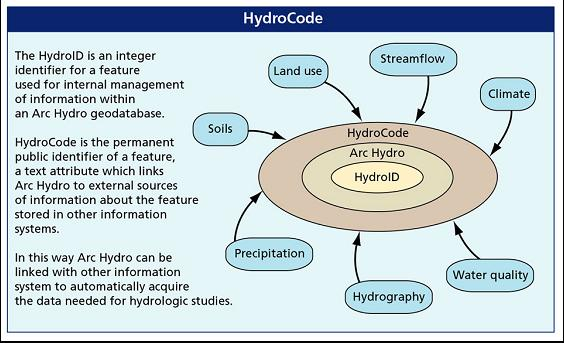 HydroCode
The HydroID is an integer
identifier for a feature
used for internal management
of information within
an Arc Hydro geodatabase.
HydroCode is the permanent
public identifier of a feature,
a text attribute which links
Arc Hydro to external sources
of information about the feature
stored in other information
systems.
In this way Arc Hydro can be
linked with other information
system to automatically acquire
the data needed for hydrologic studies.
Land use
Streamflow
Climate
Soils
HydroCode
Arc Hydro
HydroID
Precipitation
Hydrography
Water quality